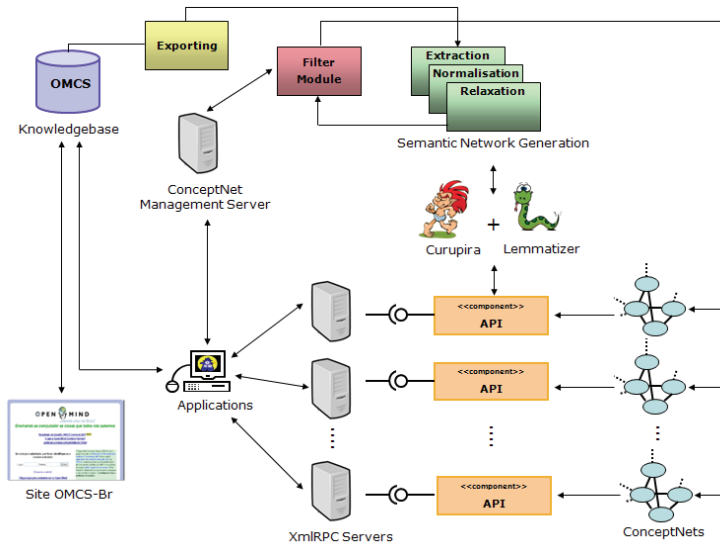 Exporting
OMCS
Knowledgebase
Filter
Module
Extraction
Normalisation
Relaxation
Semantic Network Generation
ConceptNet
Management Server
Curupira
+
Lemmatizer
<<component>>
API
<<component>>
API
Applications
OPEN MIND
<<component>>
API
Site OMCS-Br
XmlRPC Servers
ConceptNets